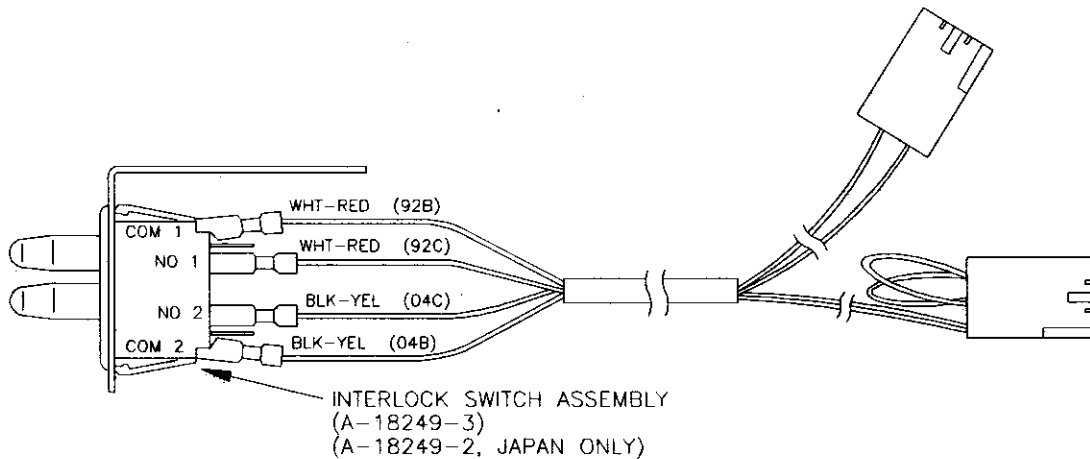 COM 1
WHT-RED (92B)
NO 1
WHT-RED (92C)
NO 2
BLK-YEL (04C)
COM 2
BLK-YEL (04B)
INTERLOCK SWITCH ASSEMBLY
(A-18249-3)
(A-18249-2, JAPAN ONLY)